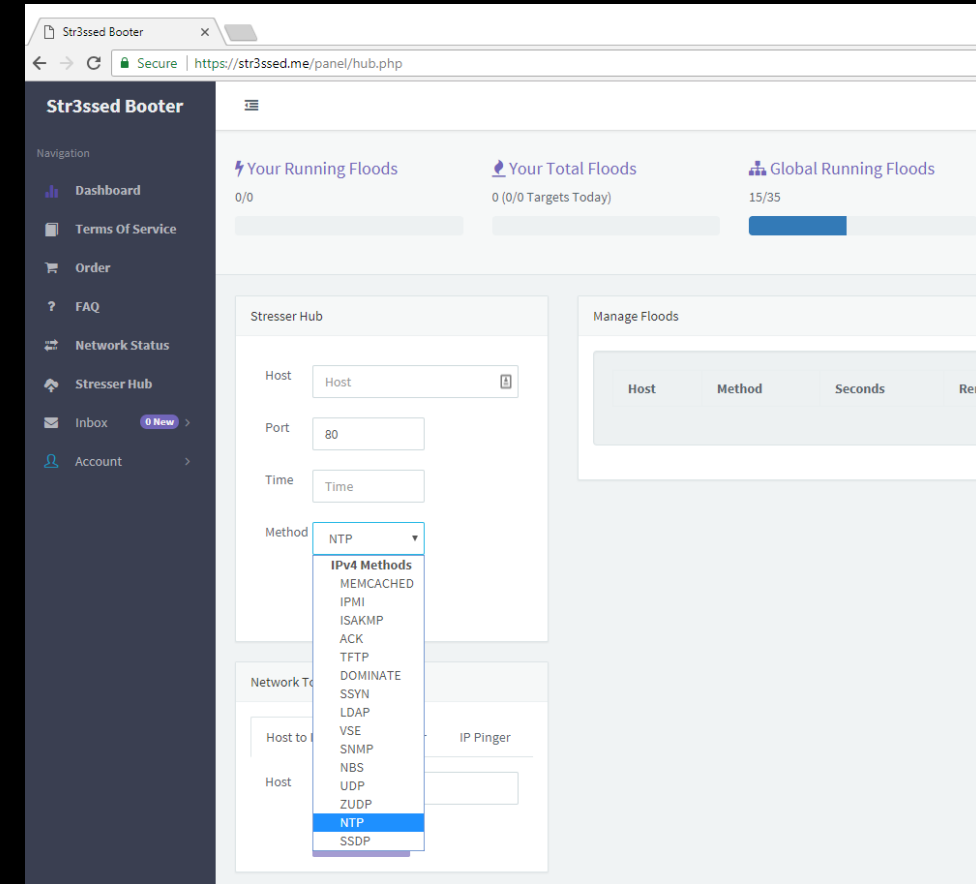 Str3ssed Booter
Secure | https://str3ssed.me/panel/hub.php
Str3ssed Booter
Navigation
Dashboard
Terms Of Service
Order
? FAQ
Network Status
Stresser Hub
Inbox 0 New
Account
Your Running Floods
0/0
Your Total Floods
0 (0/0 Targets Today)
Global Running Floods
15/35
Stresser Hub
Host Host
Port 80
Time Time
Method NTP
IPv4 Methods
MEMCACHED
IPMI
ISAKMP
ACK
TFTP
DOMINATE
SSYN
LDAP
VSE
SNMP
NBS
UDP
ZUDP
NTP
SSDP
Manage Floods
Host Method Seconds
Network
Host to IP Pinger
Host